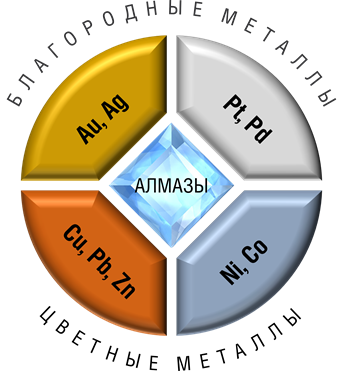 БЛАГОРОДНЫЕ МЕТАЛЛЫ
Au, Ag
Pt, Pd
АЛМАЗЫ
Cu, Pb, Zn
Ni, Co
ЦВЕТНЫЕ МЕТАЛЛЫ